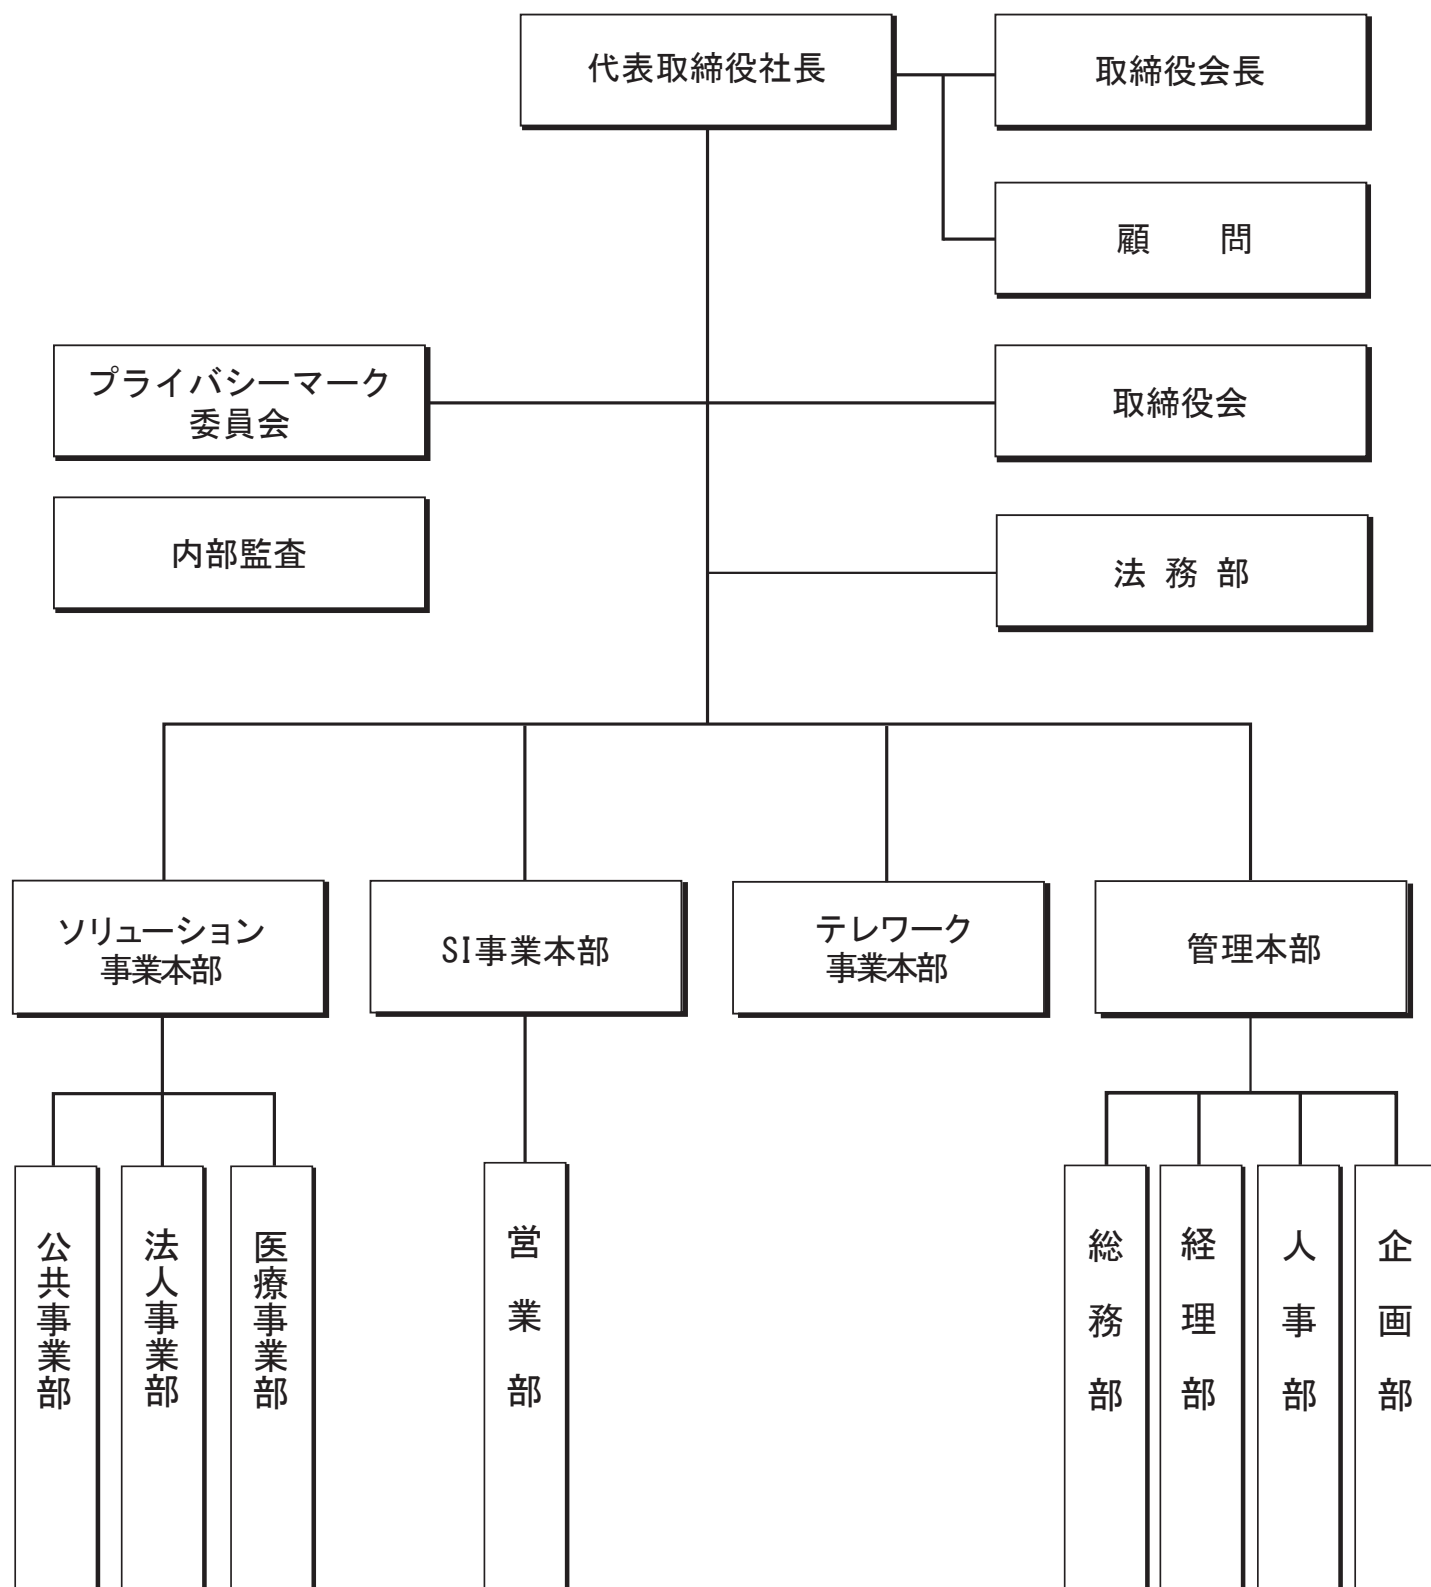 代表取締役社長
取締役会長
顧　問
プライバシーマーク
委員会
取締役会
内部監査
法 務 部
ソリューション
事業本部
SI事業本部
テレワーク
事業本部
管理本部
公共事業部
法人事業部
医療事業部
営業部
総務部
経理部
人事部
企画部